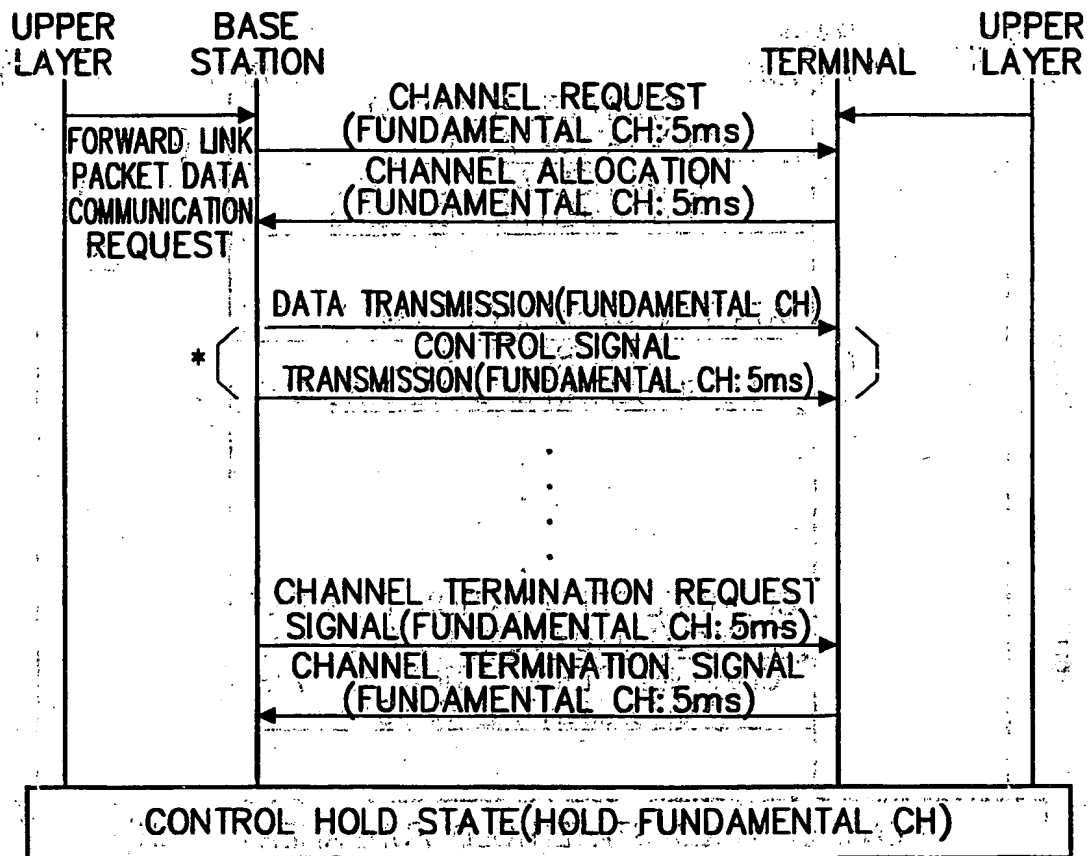 UPPER LAYER
BASE STATION
TERMINAL
UPPER LAYER
FORWARD LINK
PACKET DATA
COMMUNICATION
REQUEST
CHANNEL REQUEST
(FUNDAMENTAL CH: 5ms)
CHANNEL ALLOCATION
(FUNDAMENTAL CH: 5ms)
DATA TRANSMISSION(FUNDAMENTAL CH)
*
CONTROL SIGNAL
TRANSMISSION(FUNDAMENTAL CH: 5ms)
CHANNEL TERMINATION REQUEST
SIGNAL(FUNDAMENTAL CH: 5ms)
CHANNEL TERMINATION SIGNAL
(FUNDAMENTAL CH: 5ms)
CONTROL HOLD STATE(HOLD FUNDAMENTAL CH)